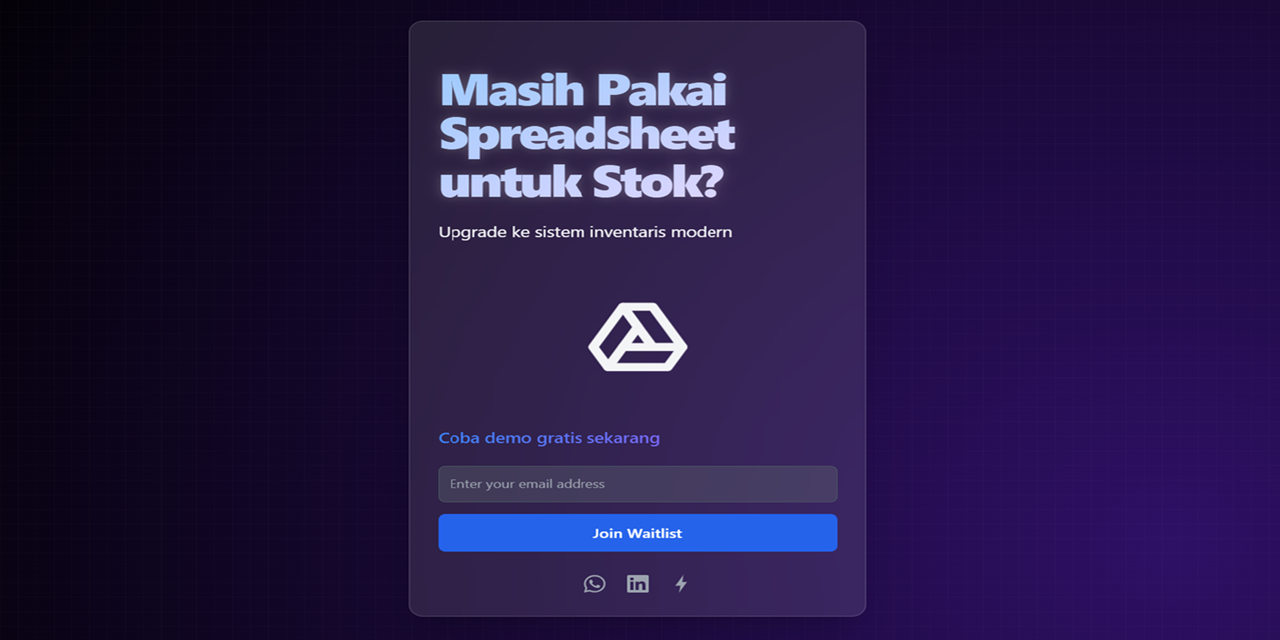 Masih Pakai
Spreadsheet
untuk Stok?
Upgrade ke sistem inventaris modern
Coba demo gratis sekarang
Enter your email address
Join Waitlist
in